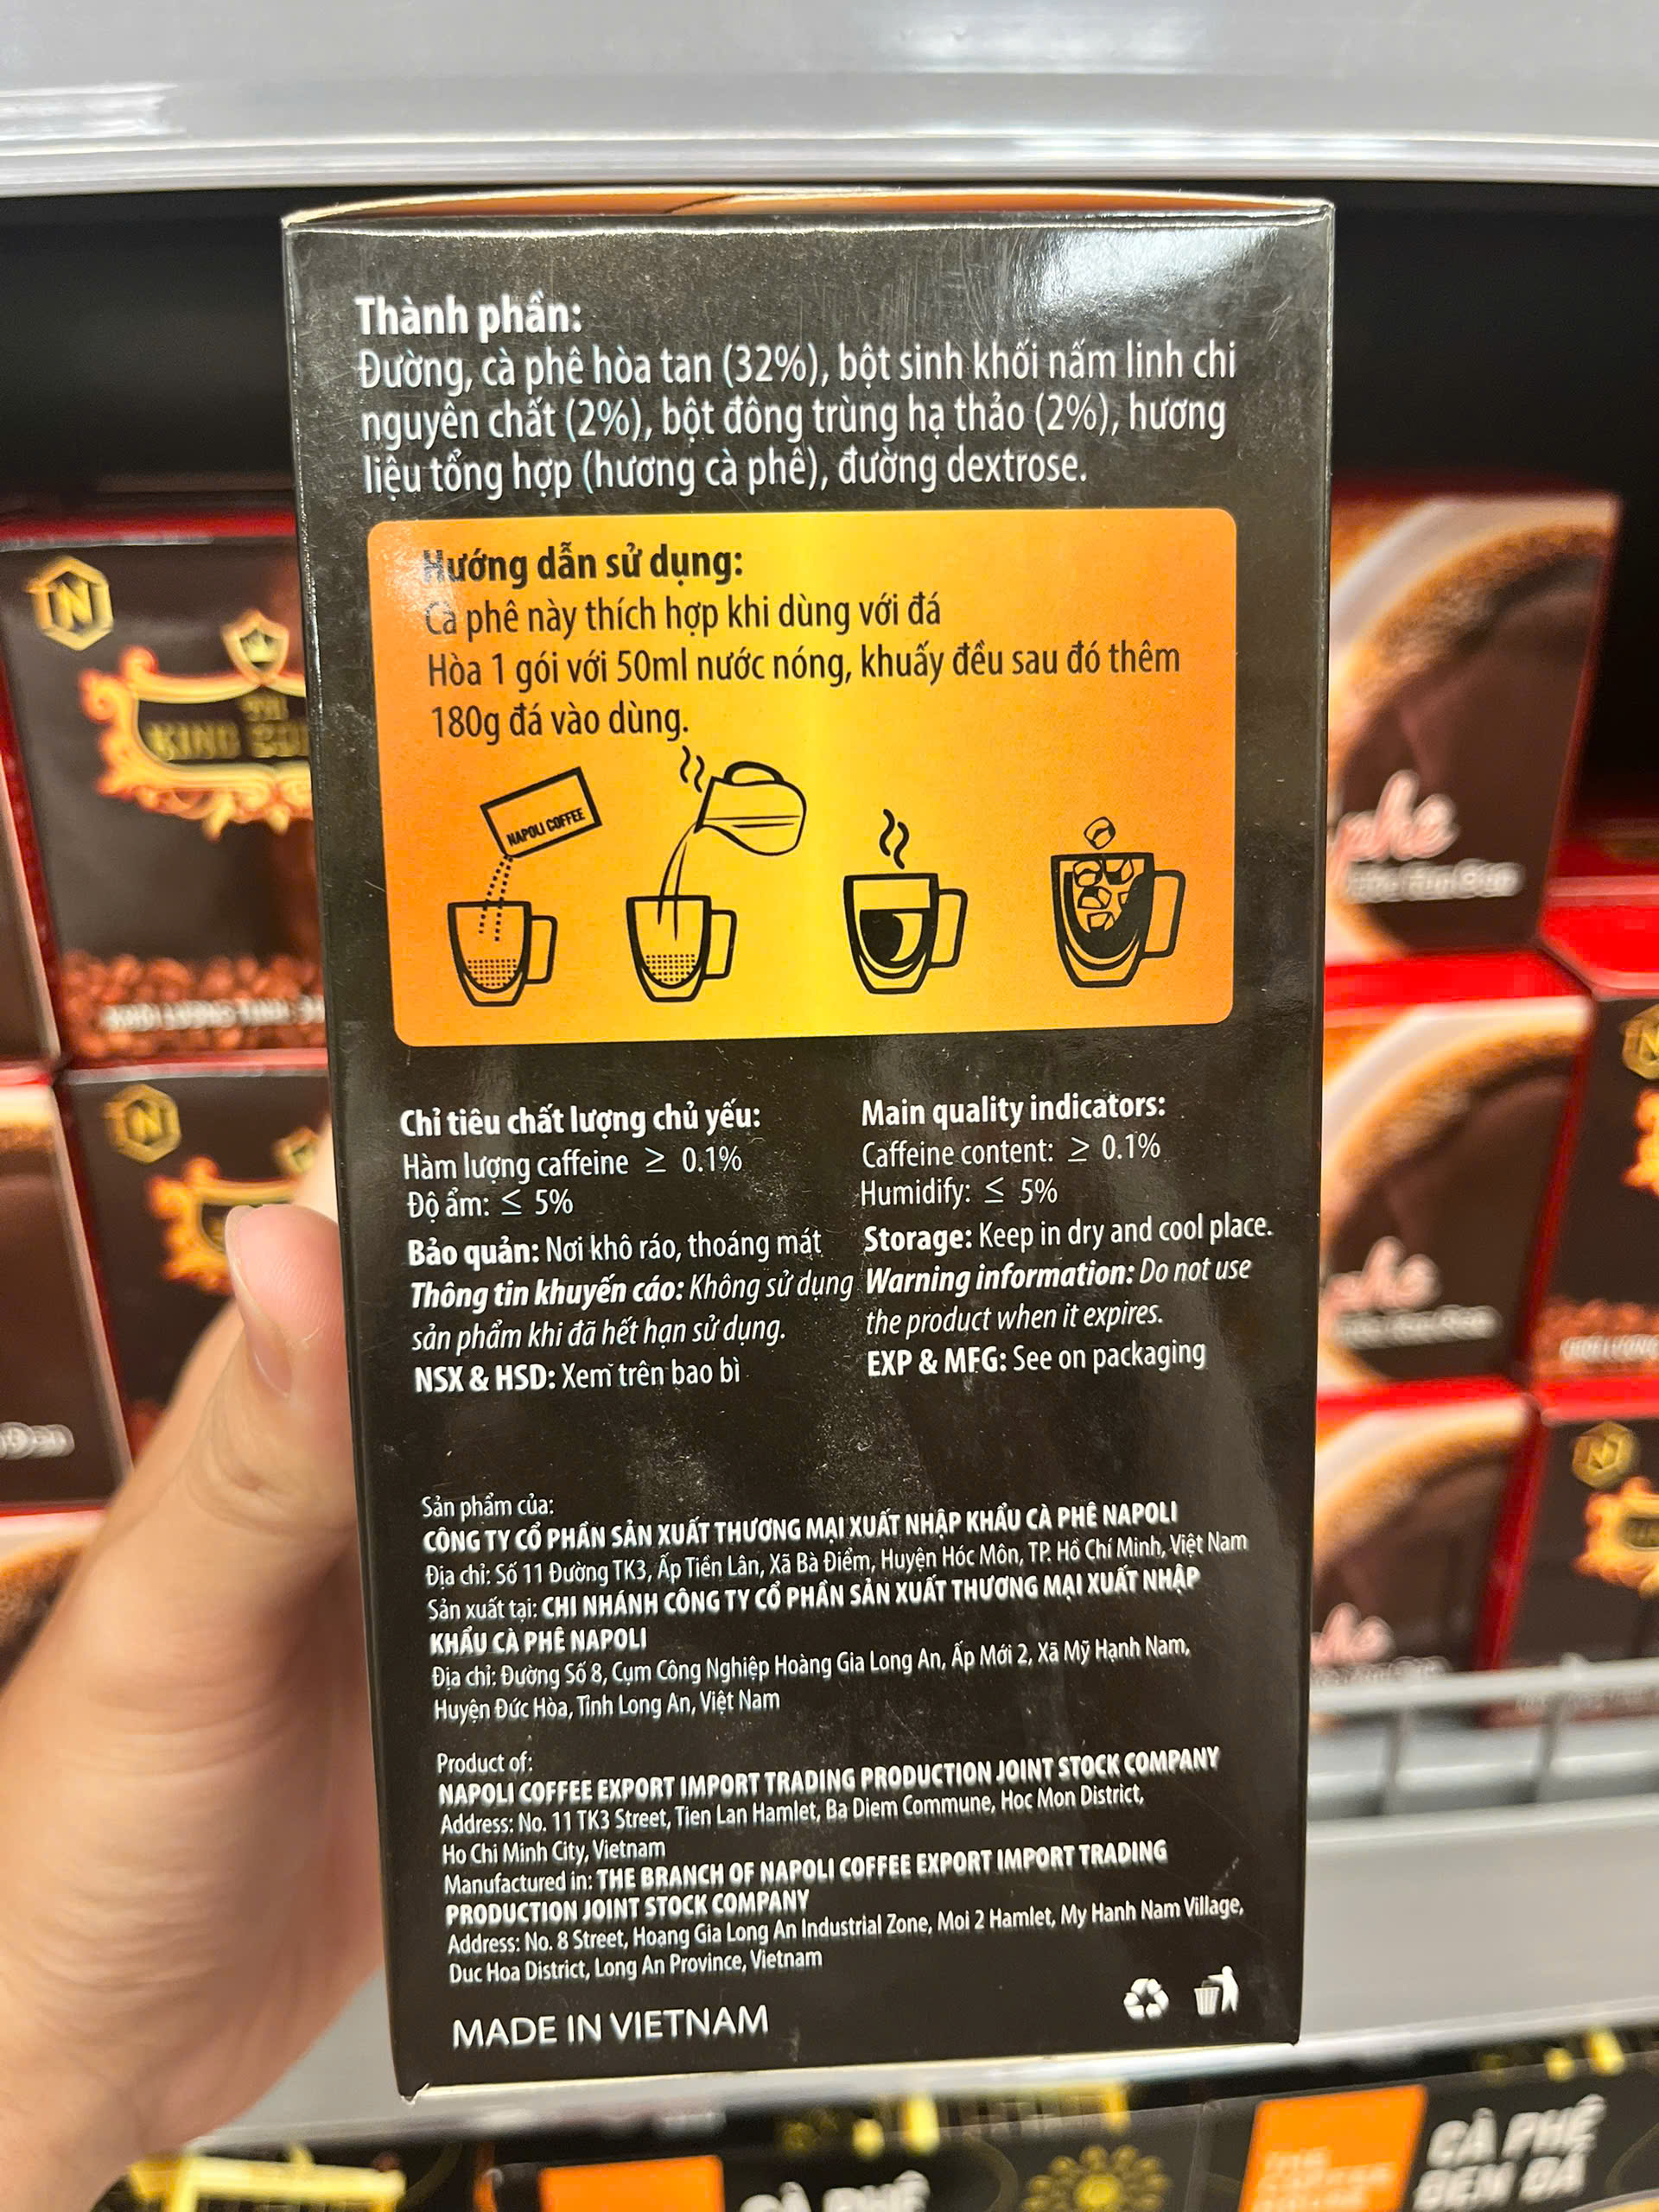 Thành phần:
Đường, cà phê hòa tan (32%), bột sinh khối nấm linh chi
nguyên chất (2%), bột đông trùng hạ thảo (2%), hương
liệu tổng hợp (hương cà phê), đường dextrose.
Hướng dẫn sử dụng:
Cà phê này thích hợp khi dùng với đá
Hòa 1 gói với 50ml nước nóng, khuấy đều sau đó thêm
180g đá vào dùng.
NAPOLI COFFEE
Chỉ tiêu chất lượng chủ yếu:
Hàm lượng caffeine ≥ 0.1%
Độ ẩm: ≤ 5%
Bảo quản: Nơi khô ráo, thoáng mát
Thông tin khuyến cáo: Không sử dụng
sản phẩm khi đã hết hạn sử dụng.
NSX & HSD: Xem trên bao bì
Main quality indicators:
Caffeine content: ≥ 0.1%
Humidify: ≤ 5%
Storage: Keep in dry and cool place.
Warning information: Do not use
the product when it expires.
EXP & MFG: See on packaging
Sản phẩm của:
CÔNG TY CỔ PHẦN SẢN XUẤT THƯƠNG MẠI XUẤT NHẬP KHẨU CÀ PHÊ NAPOLI
Địa chỉ: Số 11 Đường TK3, Ấp Tiền Lân, Xã Bà Điểm, Huyện Hóc Môn, TP. Hồ Chí Minh, Việt Nam
Sản xuất tại: CHI NHÁNH CÔNG TY CỔ PHẦN SẢN XUẤT THƯƠNG MẠI XUẤT NHẬP
KHẨU CÀ PHÊ NAPOLI
Địa chỉ: Đường Số 8, Cụm Công Nghiệp Hoàng Gia Long An, Ấp Mới 2, Xã Mỹ Hạnh Nam,
Huyện Đức Hòa, Tỉnh Long An, Việt Nam
Product of:
NAPOLI COFFEE EXPORT IMPORT TRADING PRODUCTION JOINT STOCK COMPANY
Address: No. 11 TK3 Street, Tien Lan Hamlet, Ba Diem Commune, Hoc Mon District,
Ho Chi Minh City, Vietnam
Manufactured in: THE BRANCH OF NAPOLI COFFEE EXPORT IMPORT TRADING
PRODUCTION JOINT STOCK COMPANY
Address: No. 8 Street, Hoang Gia Long An Industrial Zone, Moi 2 Hamlet, My Hanh Nam Village,
Duc Hoa District, Long An Province, Vietnam
MADE IN VIETNAM
CÀ PHÊ
ĐEN ĐÁ
CÀ PHÊ